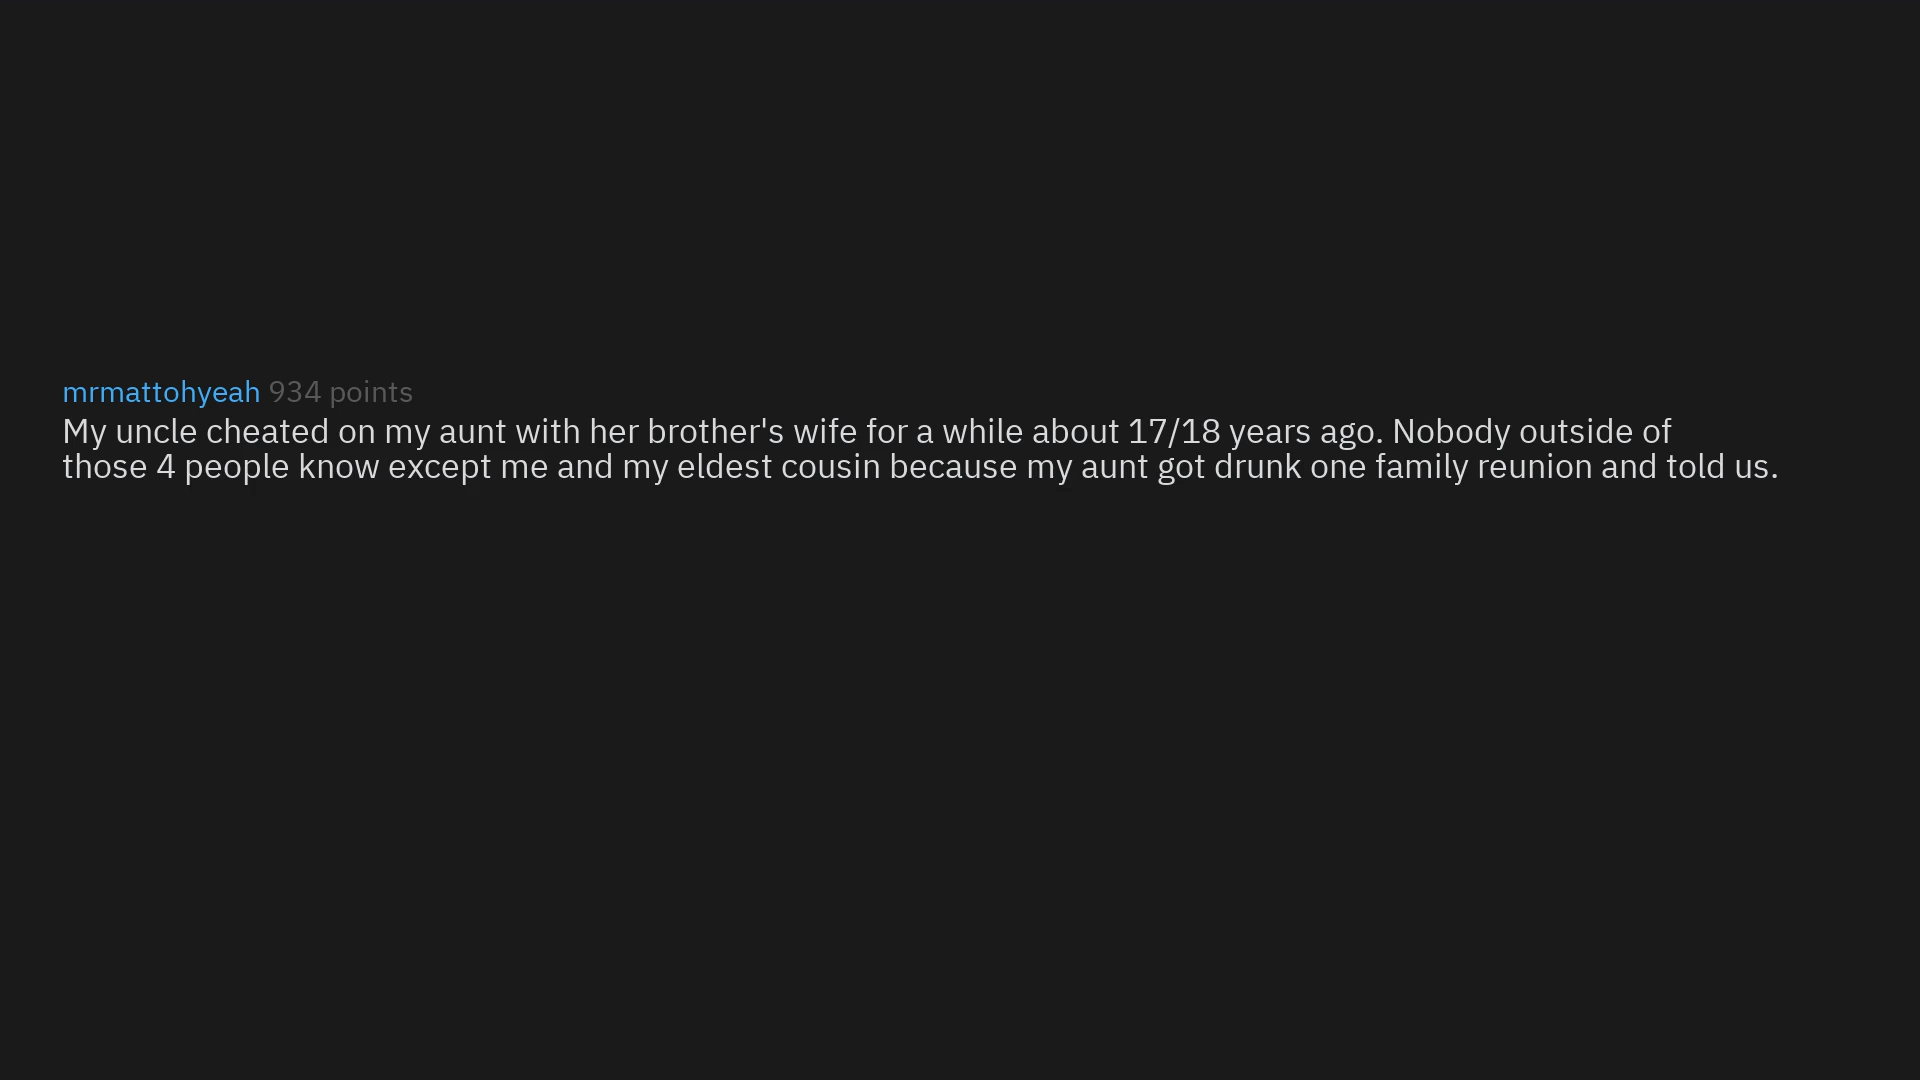 mrmattohyeah 934 points
My uncle cheated on my aunt with her brother's wife for a while about 17/18 years ago. Nobody outside of
those 4 people know except me and my eldest cousin because my aunt got drunk one family reunion and told us.